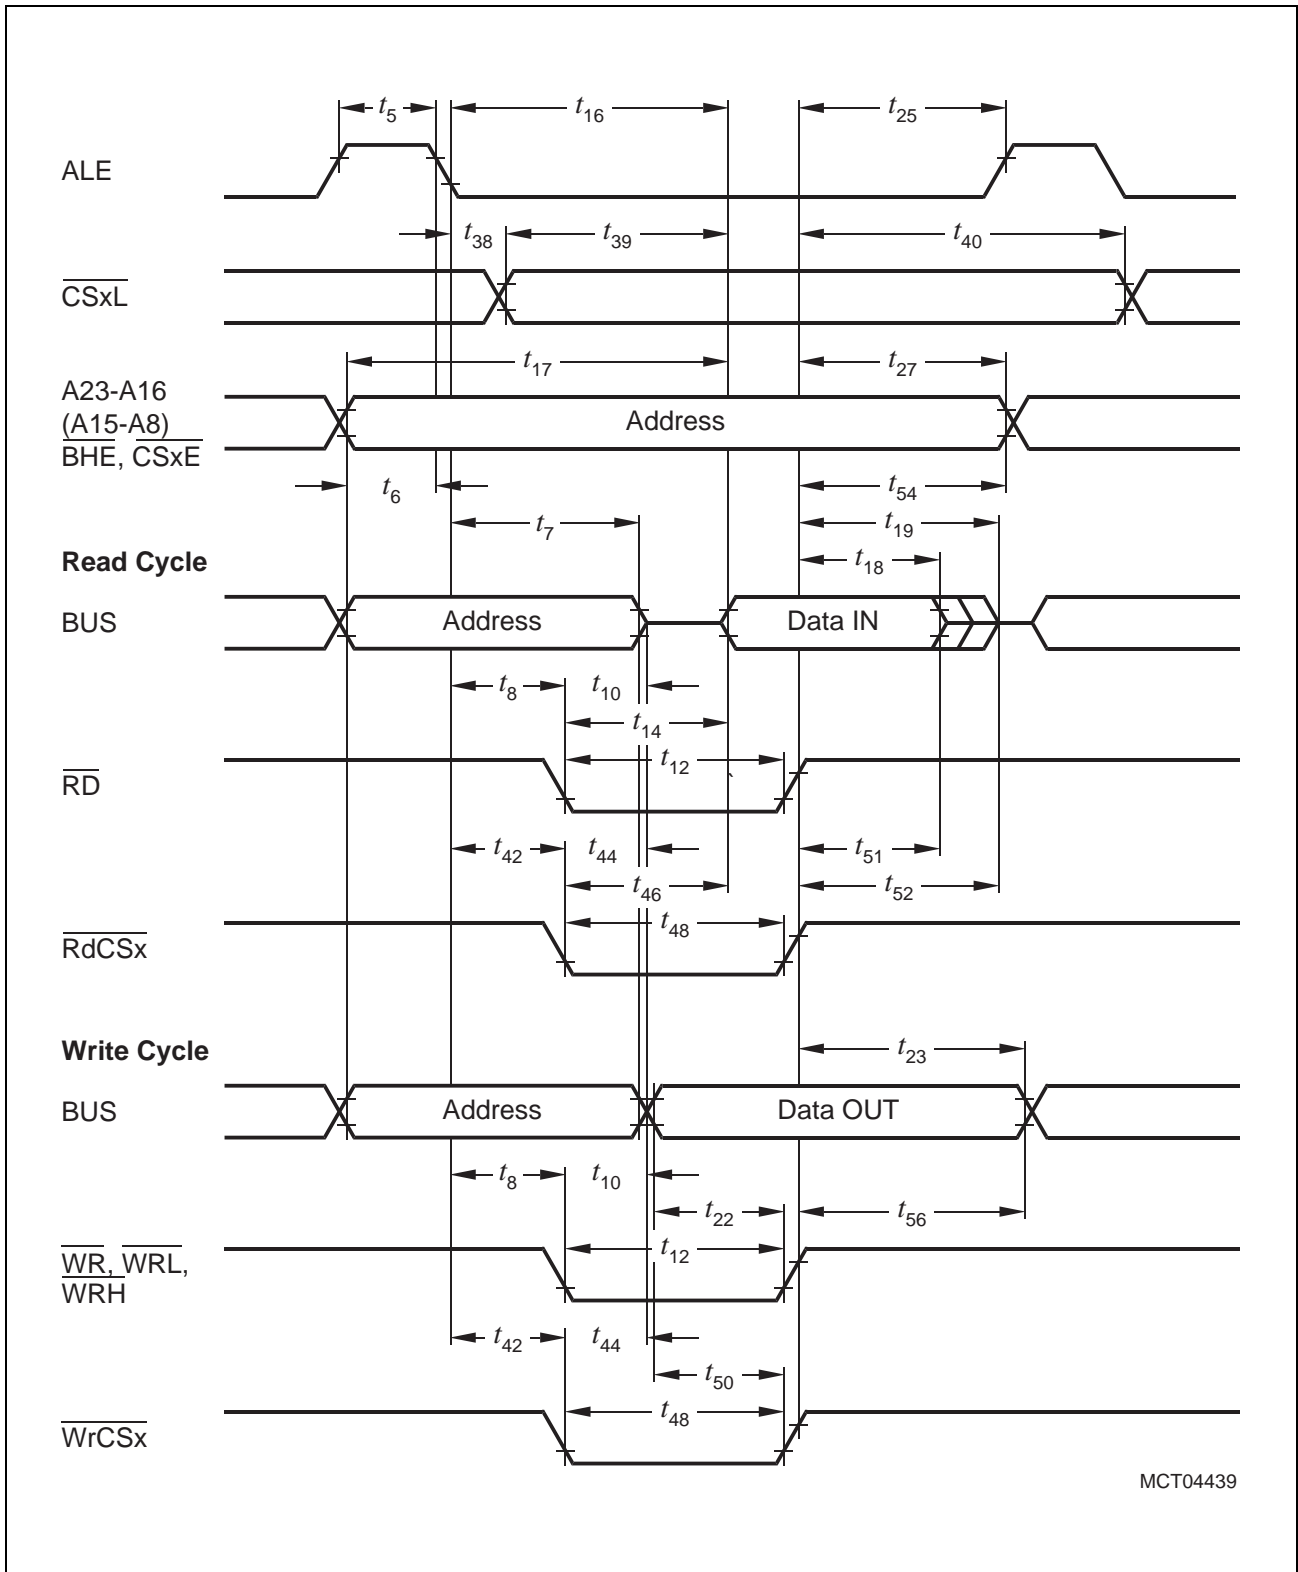 t5 t16 t25
ALE
t38 t39 t40
CSxL
t17 t27
A23-A16
(A15-A8)
BHE, CSxE
Address
t6 t54
t7 t19
Read Cycle
t18
BUS Address Data IN
t8 t10
t14
t12
RD
t42 t44 t51
t46 t52
t48
RdCSx
Write Cycle
t23
BUS Address Data OUT
t8 t10
t22 t56
t12
WR, WRL,
WRH
t42 t44
t50
t48
WrCSx
MCT04439